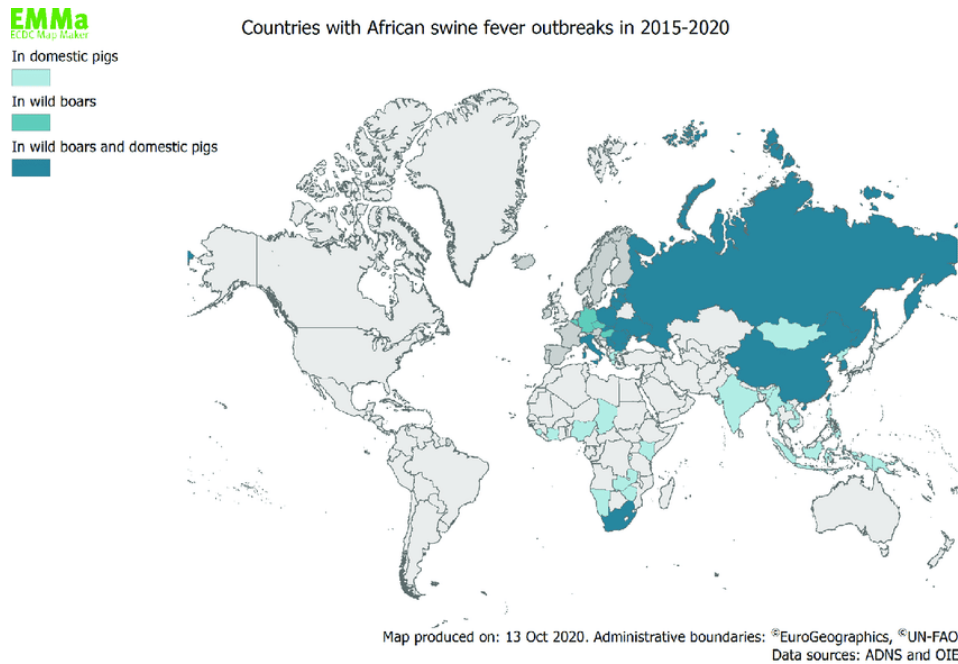 EMMa
ECDC Map Maker
Countries with African swine fever outbreaks in 2015-2020
In domestic pigs
In wild boars
In wild boars and domestic pigs
Map produced on: 13 Oct 2020. Administrative boundaries: ©EuroGeographics, ©UN-FAO
Data sources: ADNS and OIE